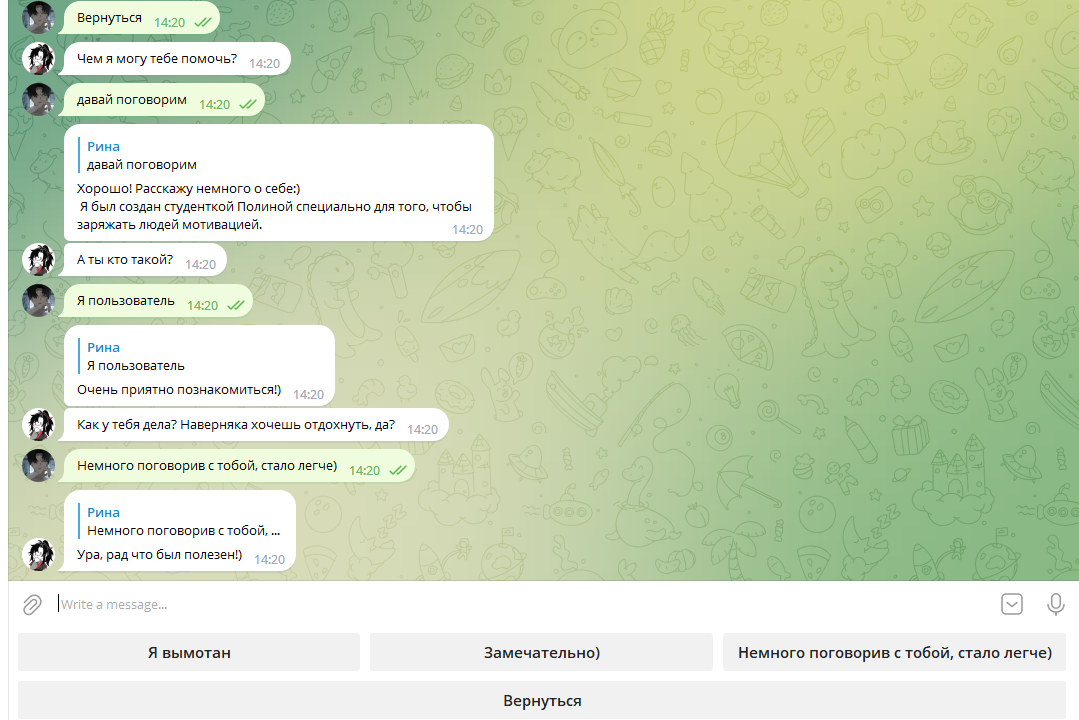 Вернуться 14:20
Чем я могу тебе помочь? 14:20
давай поговорим 14:20
Рина
давай поговорим
Хорошо! Расскажу немного о себе:)
Я был создан студенткой Полиной специально для того, чтобы
заряжать людей мотивацией. 14:20
А ты кто такой? 14:20
Я пользователь 14:20
Рина
Я пользователь
Очень приятно познакомиться!) 14:20
Как у тебя дела? Наверняка хочешь отдохнуть, да? 14:20
Немного поговорив с тобой, стало легче) 14:20
Рина
Немного поговорив с тобой, ...
Ура, рад что был полезен!) 14:20
Write a message...
Я вымотан Замечательно) Немного поговорив с тобой, стало легче)
Вернуться